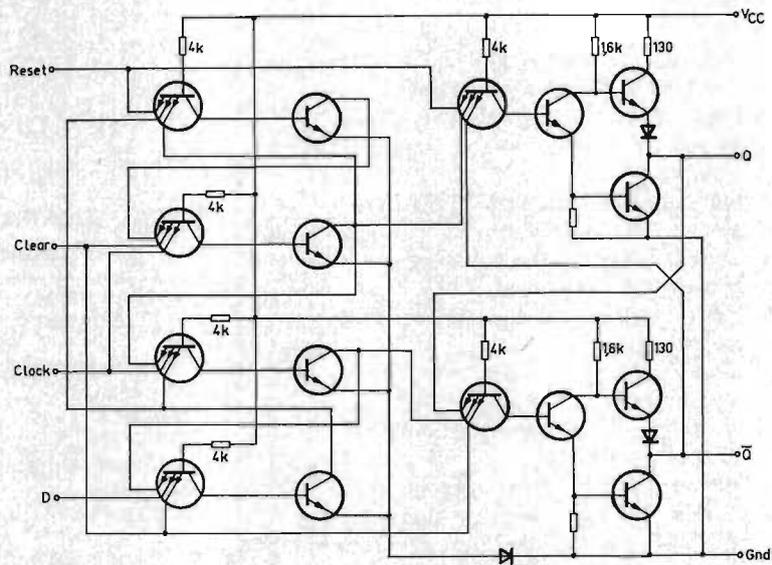 VCC
4k
4k
1,6k
130
Reset
Q
4k
Clear
4k
4k
1,6k
130
Clock
4k
Q̅
D
Gnd